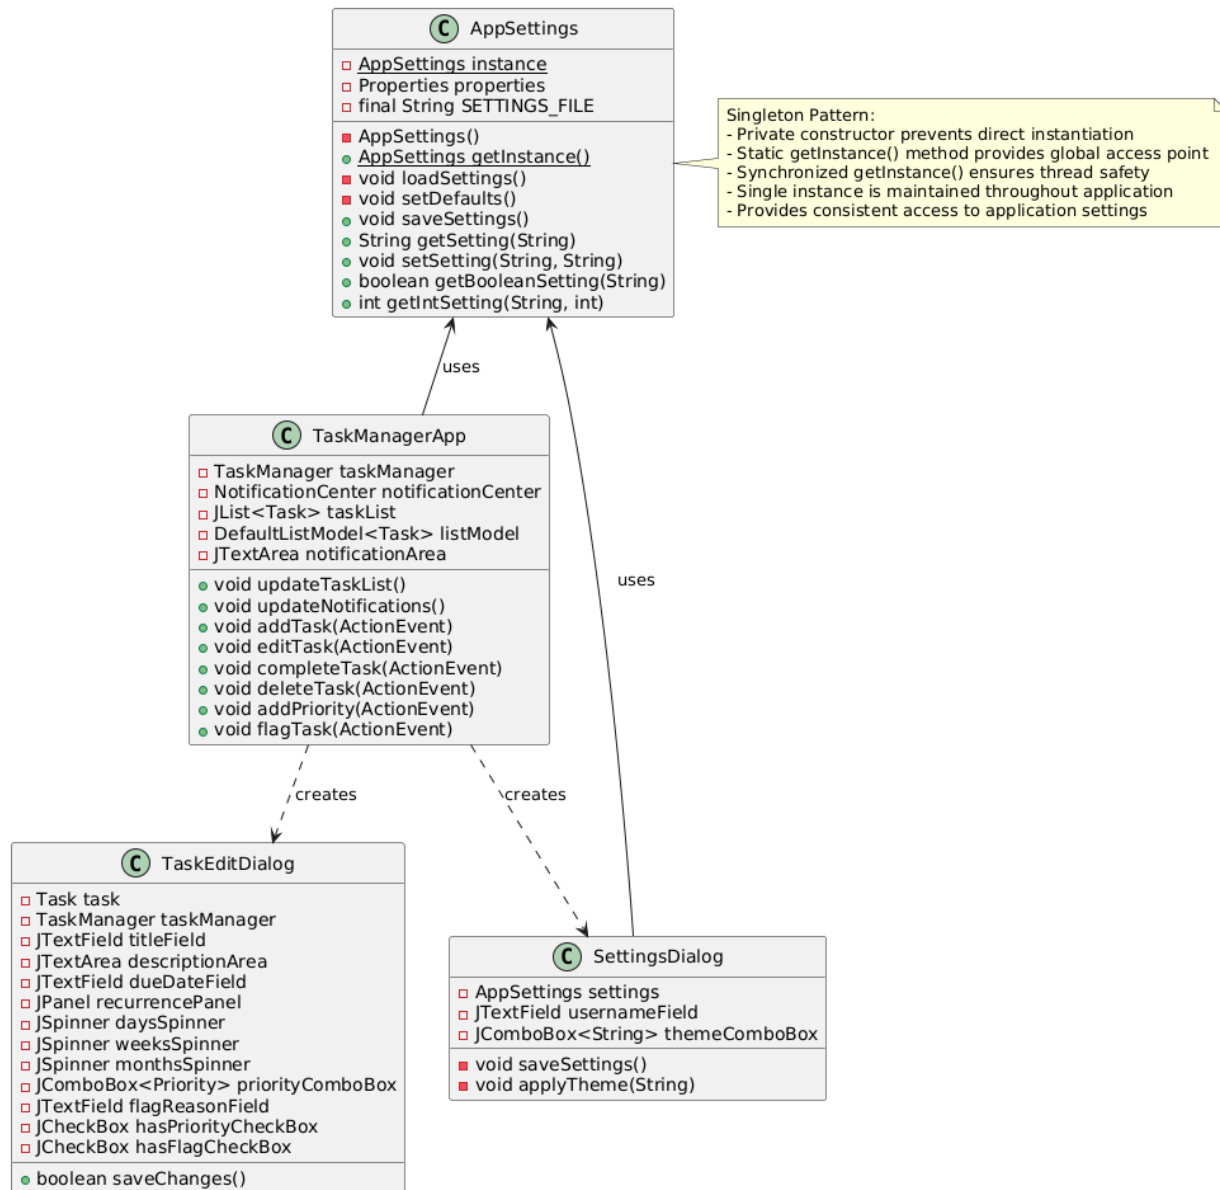 C AppSettings
AppSettings instance
Properties properties
final String SETTINGS_FILE
AppSettings()
AppSettings getInstance()
void loadSettings()
void setDefaults()
void saveSettings()
String getSetting(String)
void setSetting(String, String)
boolean getBooleanSetting(String)
int getIntSetting(String, int)
Singleton Pattern:
- Private constructor prevents direct instantiation
- Static getInstance() method provides global access point
- Synchronized getInstance() ensures thread safety
- Single instance is maintained throughout application
- Provides consistent access to application settings
uses
C TaskManagerApp
TaskManager taskManager
NotificationCenter notificationCenter
JList<Task> taskList
DefaultListModel<Task> listModel
JTextArea notificationArea
void updateTaskList()
void updateNotifications()
void addTask(ActionEvent)
void editTask(ActionEvent)
void completeTask(ActionEvent)
void deleteTask(ActionEvent)
void addPriority(ActionEvent)
void flagTask(ActionEvent)
uses
creates
creates
C TaskEditDialog
Task task
TaskManager taskManager
JTextField titleField
JTextArea descriptionArea
JTextField dueDateField
JPanel recurrencePanel
JSpinner daysSpinner
JSpinner weeksSpinner
JSpinner monthsSpinner
JComboBox<Priority> priorityComboBox
JTextField flagReasonField
JCheckBox hasPriorityCheckBox
JCheckBox hasFlagCheckBox
boolean saveChanges()
C SettingsDialog
AppSettings settings
JTextField usernameField
JComboBox<String> themeComboBox
void saveSettings()
void applyTheme(String)